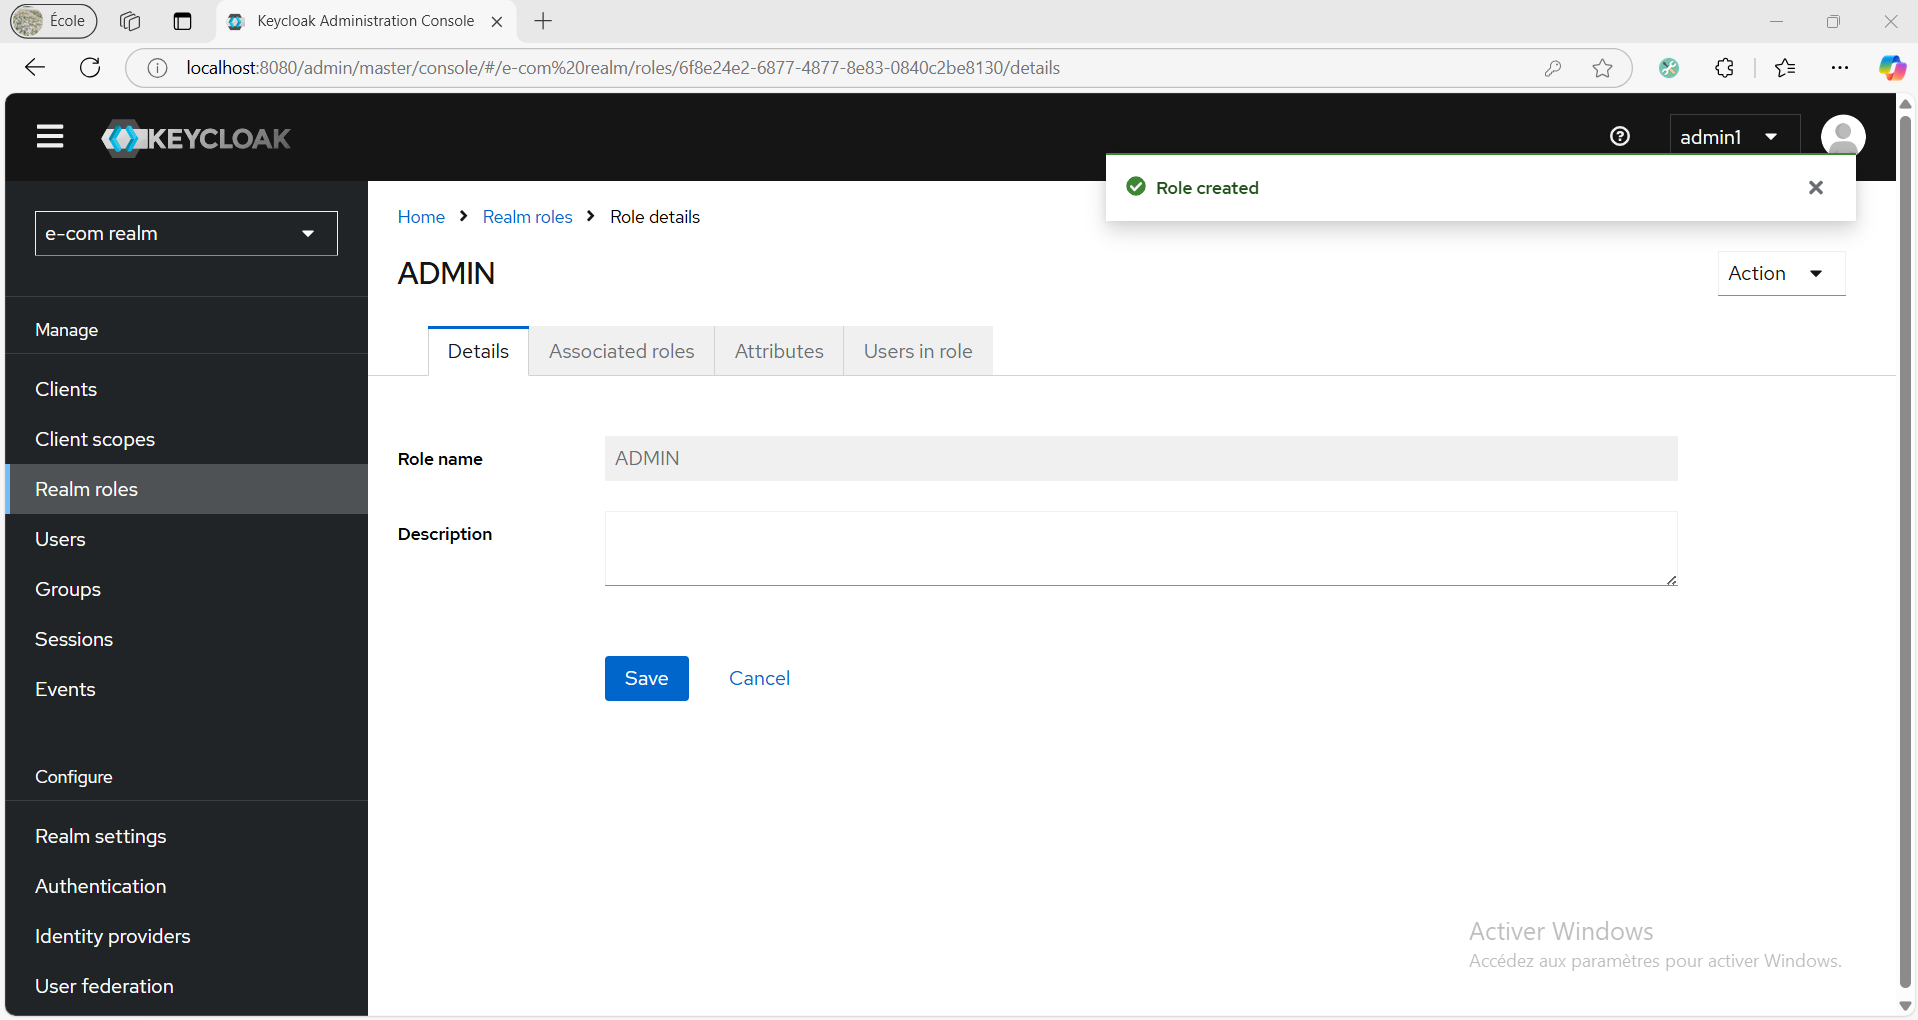 École
Keycloak Administration Console
localhost:8080/admin/master/console/#/e-com%20realm/roles/6f8e24e2-6877-4877-8e83-0840c2be8130/details
KEYCLOAK
admin1
Role created
e-com realm
Home
Realm roles
Role details
ADMIN
Action
Manage
Details
Associated roles
Attributes
Users in role
Clients
Client scopes
Realm roles
Users
Groups
Sessions
Events
Role name
ADMIN
Description
Save
Cancel
Configure
Realm settings
Authentication
Identity providers
User federation
Activer Windows
Accédez aux paramètres pour activer Windows.